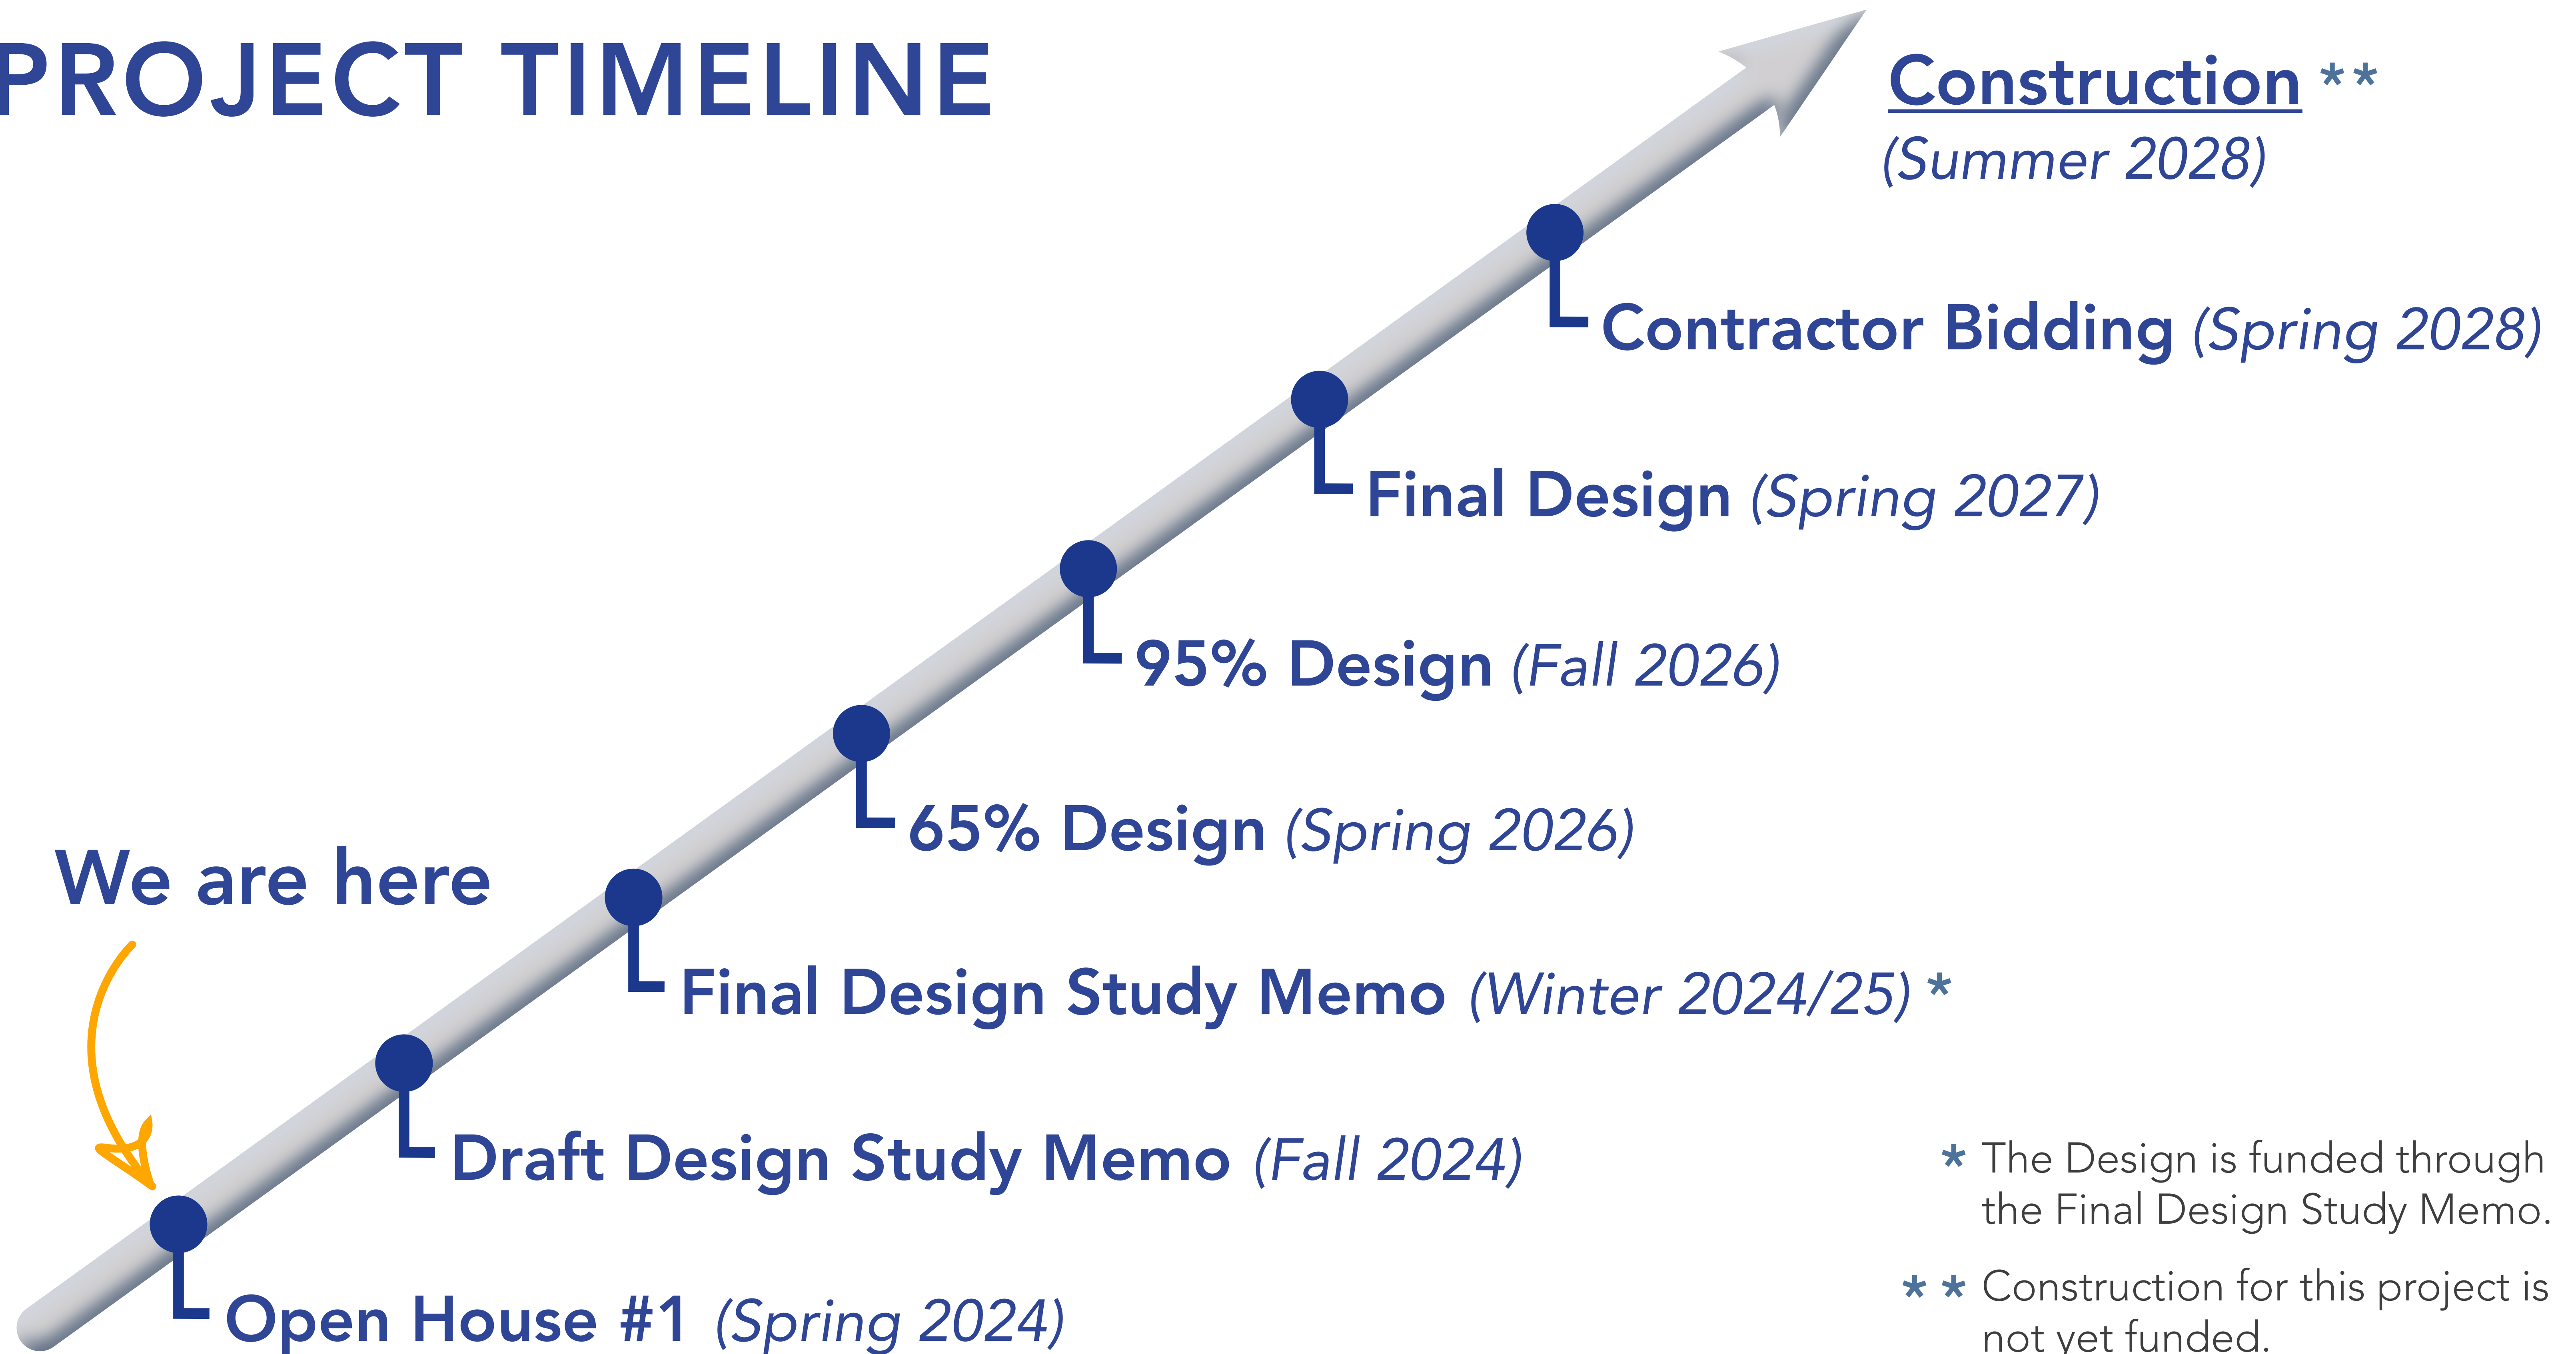 PROJECT TIMELINE
Construction **
(Summer 2028)
Contractor Bidding (Spring 2028)
Final Design (Spring 2027)
95% Design (Fall 2026)
65% Design (Spring 2026)
We are here
Final Design Study Memo (Winter 2024/25) *
Draft Design Study Memo (Fall 2024)
Open House #1 (Spring 2024)
* The Design is funded through
the Final Design Study Memo.
** Construction for this project is
not yet funded.